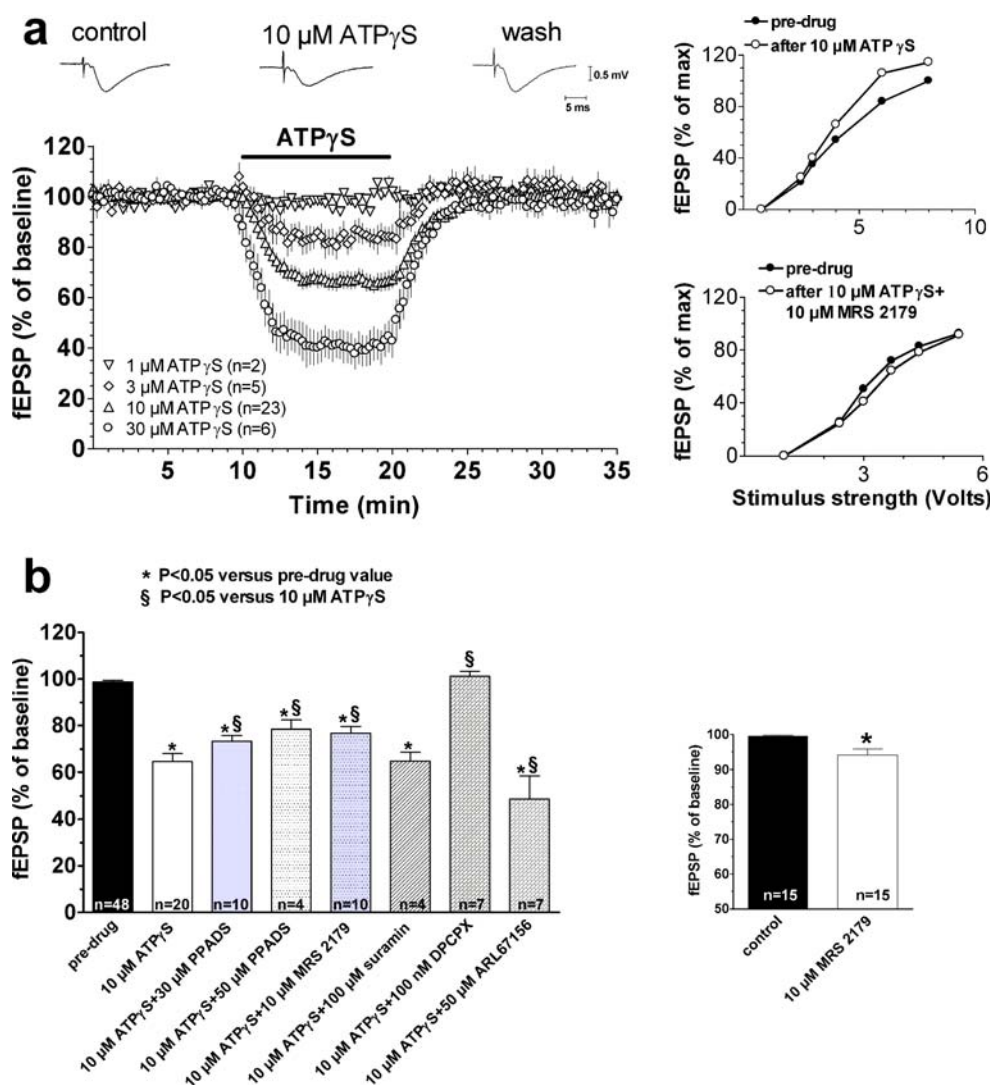 a
control
10 µM ATPγS
wash
0.5 mV
5 ms
ATPγS
120
100
80
60
40
20
0
fEPSP (% of baseline)
1 µM ATPγS (n=2)
3 µM ATPγS (n=5)
10 µM ATPγS (n=23)
30 µM ATPγS (n=6)
5
10
15
20
25
30
35
Time (min)
pre-drug
after 10 µM ATP γS
120
80
40
0
fEPSP (% of max)
5
10
pre-drug
after 10 µM ATP γS+
10 µM MRS 2179
120
80
40
0
fEPSP (% of max)
3
6
Stimulus strength (Volts)
b
* P<0.05 versus pre-drug value
§ P<0.05 versus 10 µM ATPγS
120
100
80
60
40
20
0
fEPSP (% of baseline)
*
*§
*§
*§
*
§
*§
n=48
n=20
n=10
n=4
n=10
n=4
n=7
n=7
pre-drug
10 µM ATPγS
10 µM ATPγS+30 µM PPADS
10 µM ATPγS+50 µM PPADS
10 µM ATPγS+10 µM MRS 2179
10 µM ATPγS+100 µM suramin
10 µM ATPγS+100 nM DPCPX
10 µM ATPγS+50 µM ARL67156
100
90
80
70
60
50
fEPSP (% of baseline)
*
n=15
n=15
control
10 µM MRS 2179